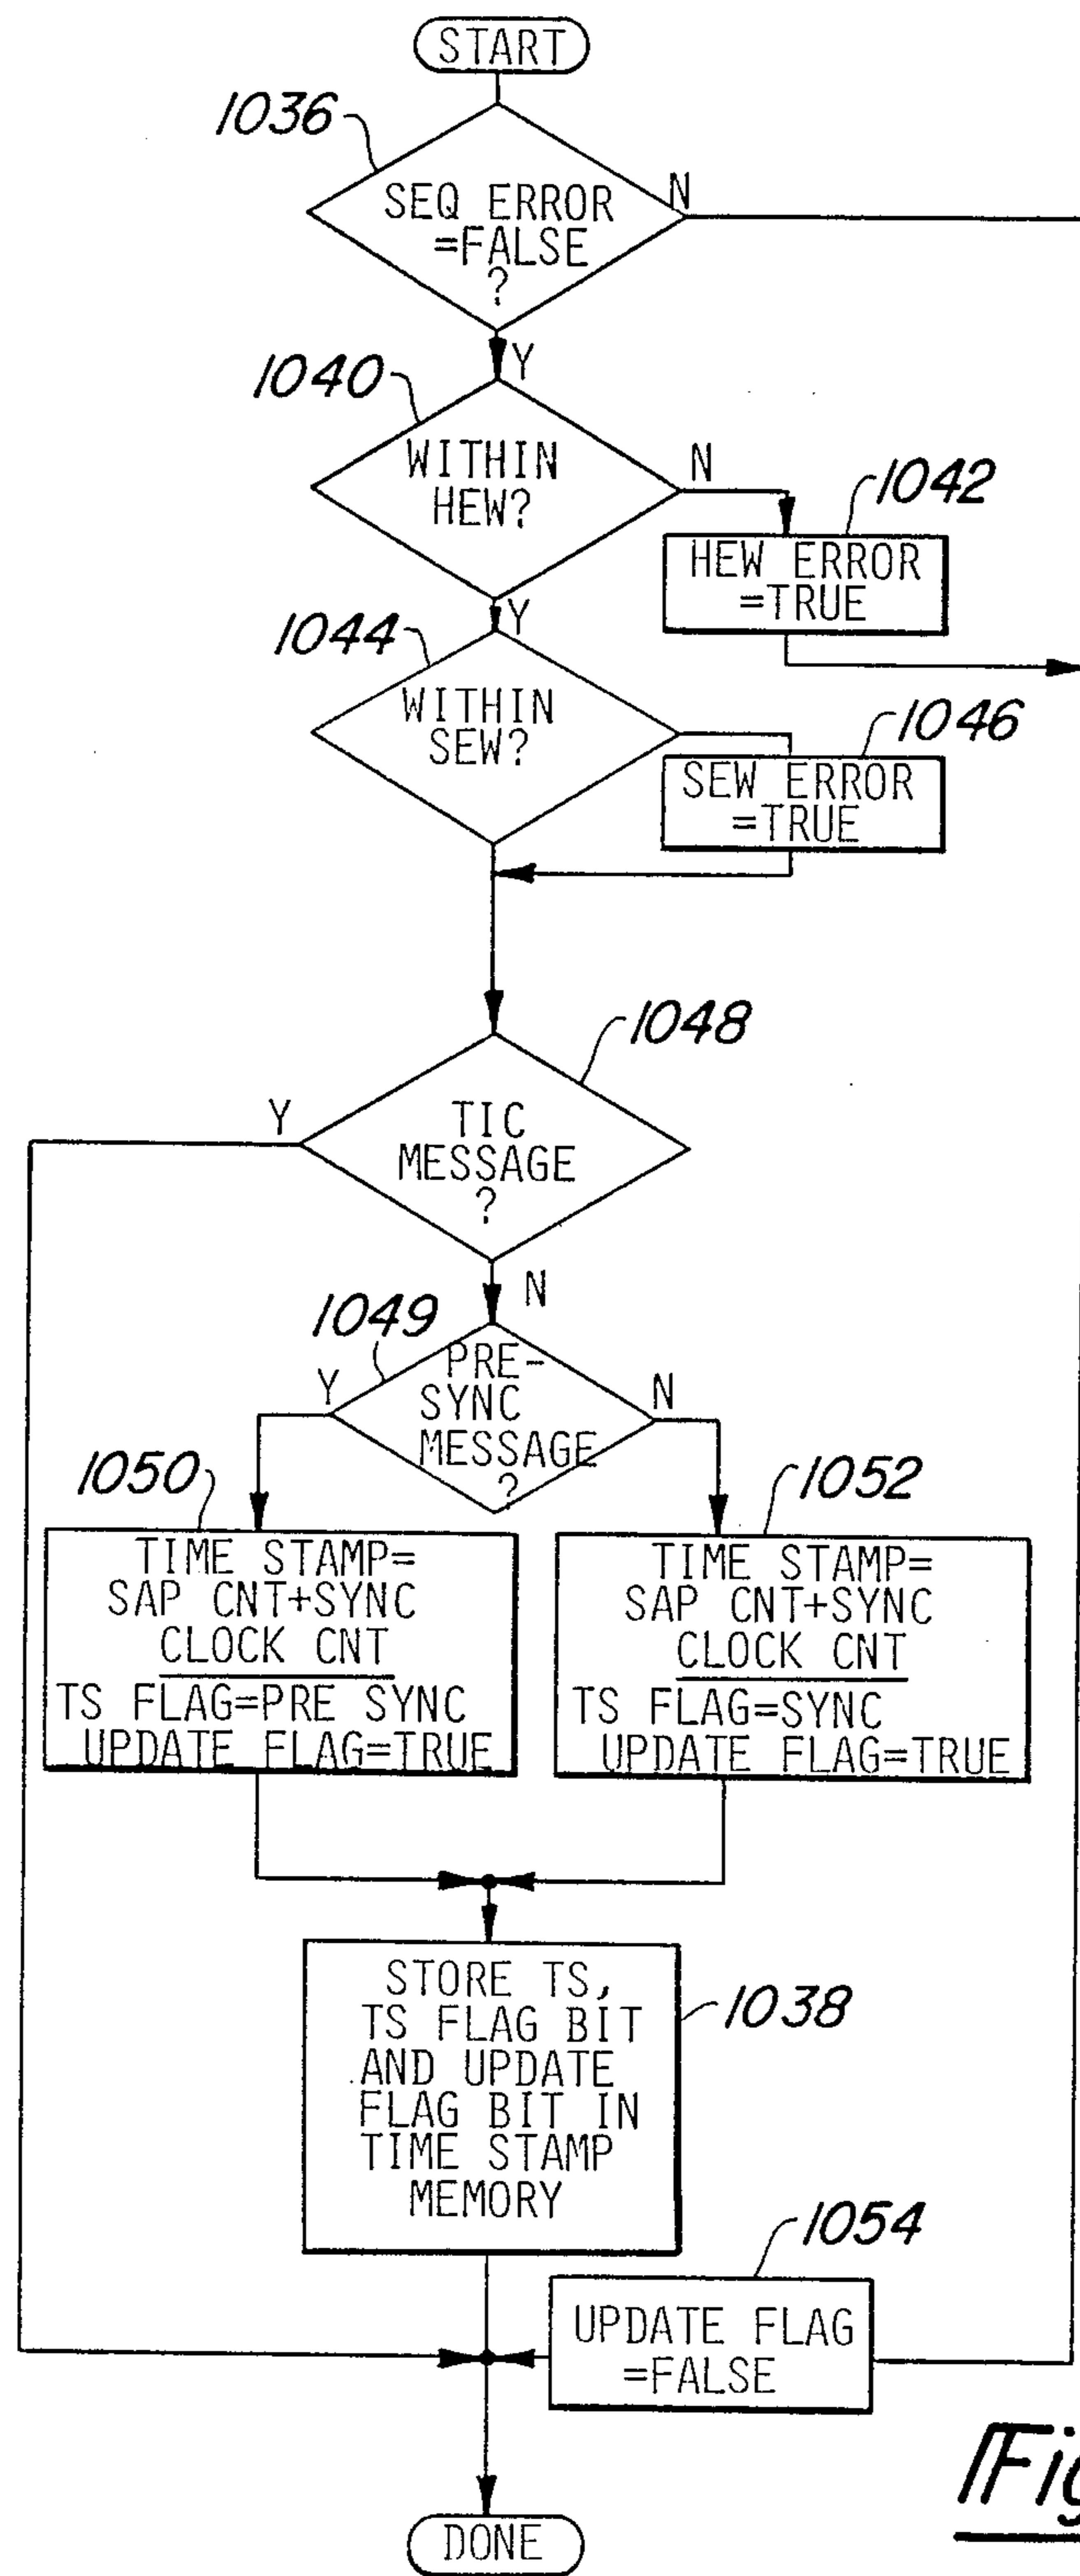 START
1036
SEQ ERROR
=FALSE
?
N
Y
1040
WITHIN
HEW?
N
1042
HEW ERROR
=TRUE
Y
1044
WITHIN
SEW?
1046
SEW ERROR
=TRUE
1048
Y
TIC
MESSAGE
?
N
1049
Y
PRE-
SYNC
MESSAGE
?
N
1050
TIME STAMP=
SAP CNT+SYNC
CLOCK CNT
TS FLAG=PRE SYNC
UPDATE FLAG=TRUE
1052
TIME STAMP=
SAP CNT+SYNC
CLOCK CNT
TS FLAG=SYNC
UPDATE FLAG=TRUE
STORE TS,
TS FLAG BIT
AND UPDATE
FLAG BIT IN
TIME STAMP
MEMORY
1038
1054
UPDATE FLAG
=FALSE
DONE